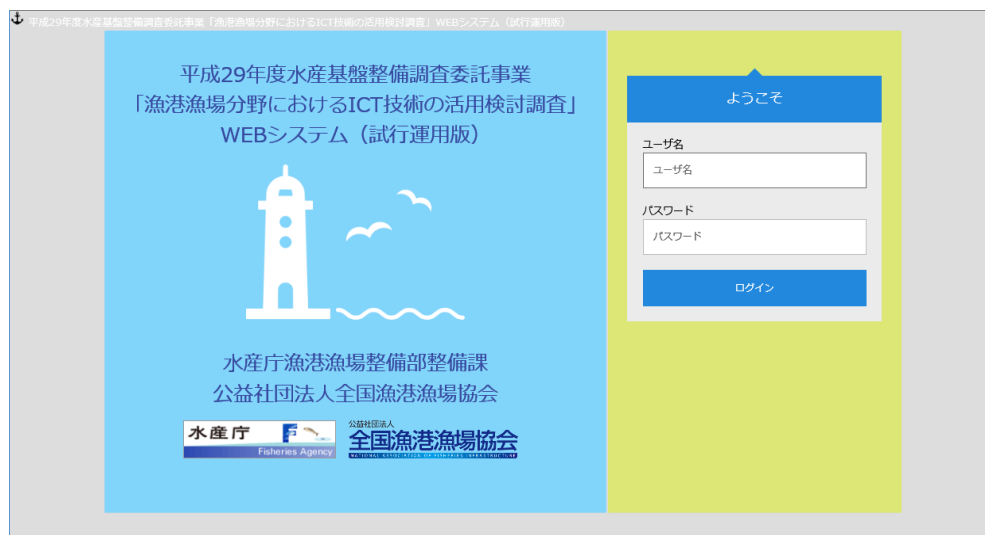 平成29年度水産基盤整備調査委託事業「漁港漁場分野におけるICT技術の活用検討調査」WEBシステム（試行運用版）
平成29年度水産基盤整備調査委託事業
「漁港漁場分野におけるICT技術の活用検討調査」
WEBシステム（試行運用版）
水産庁漁港漁場整備部整備課
公益社団法人全国漁港漁場協会
水産庁
Fisheries Agency
公益社団法人
全国漁港漁場協会
NATIONAL ASSOCIATION OF FISHERIES INFRASTRUCTURE
ようこそ
ユーザ名
ユーザ名
パスワード
パスワード
ログイン